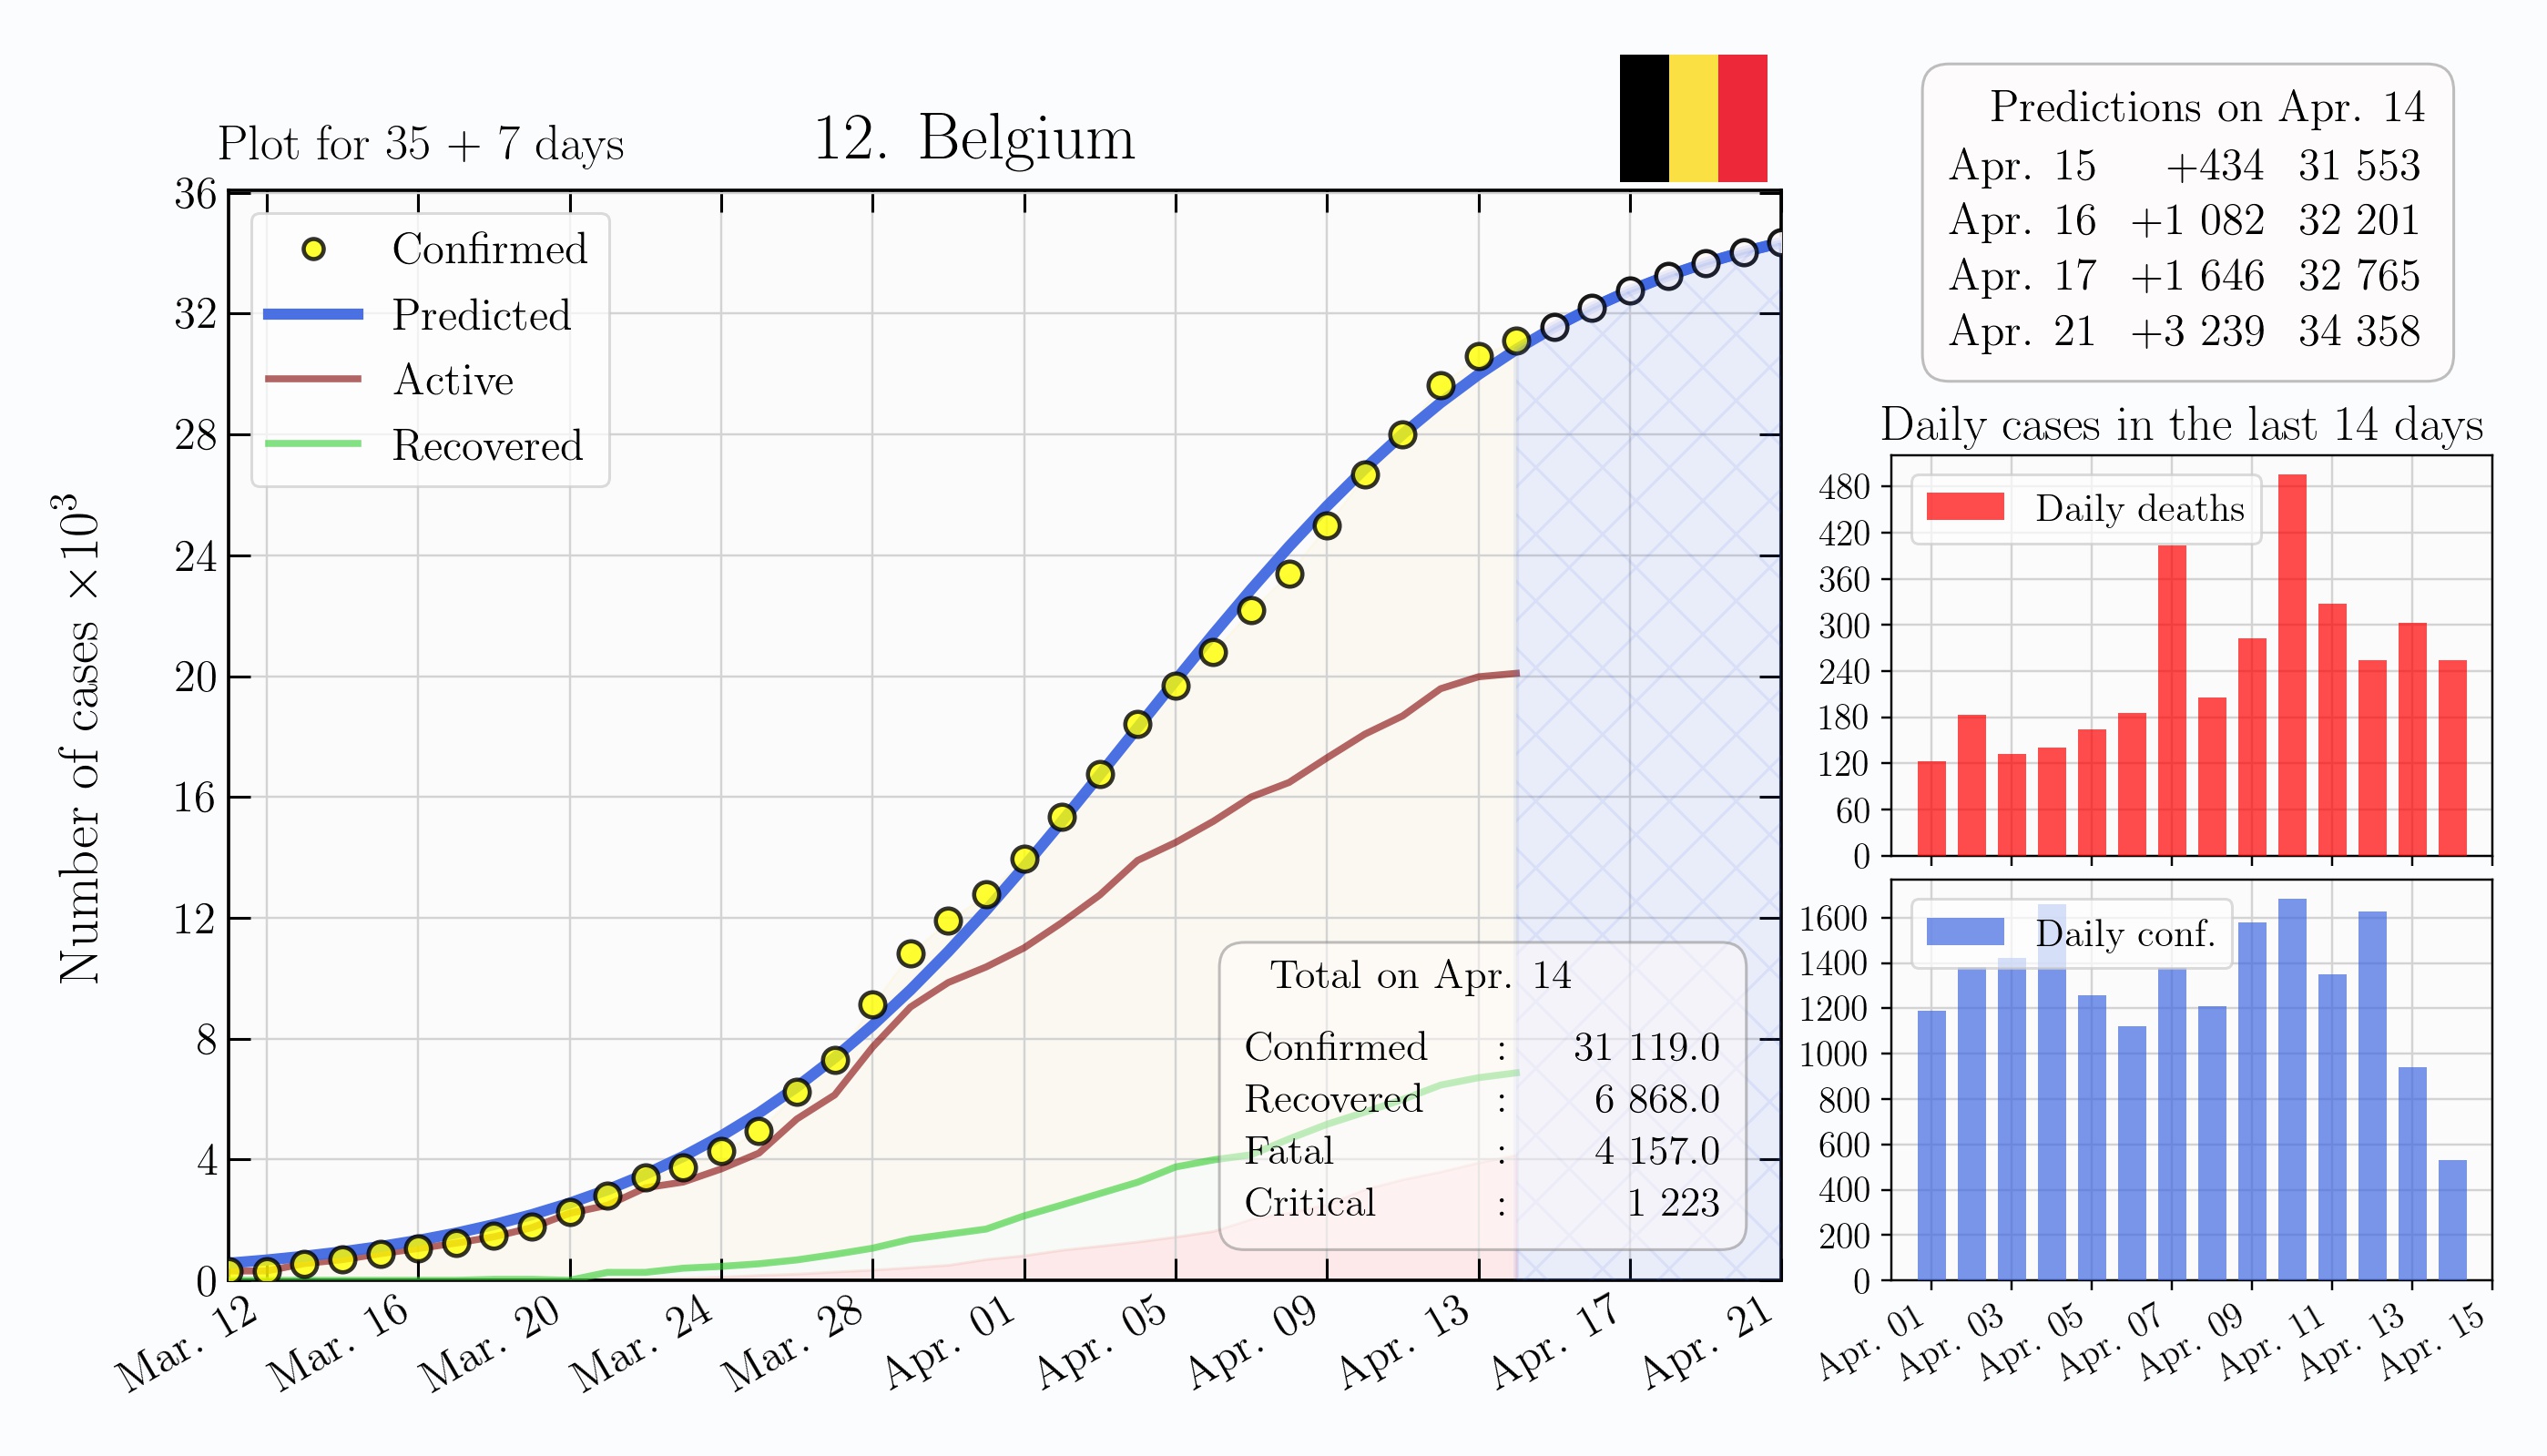 Plot for 35 + 7 days
12. Belgium
Number of cases ×10³
36
32
28
24
20
16
12
8
4
0
Confirmed
Predicted
Active
Recovered
Total on Apr. 14
Confirmed : 31 119.0
Recovered : 6 868.0
Fatal : 4 157.0
Critical : 1 223
Mar. 12
Mar. 16
Mar. 20
Mar. 24
Mar. 28
Apr. 01
Apr. 05
Apr. 09
Apr. 13
Apr. 17
Apr. 21
Predictions on Apr. 14
Apr. 15 +434 31 553
Apr. 16 +1 082 32 201
Apr. 17 +1 646 32 765
Apr. 21 +3 239 34 358
Daily cases in the last 14 days
480
420
360
300
240
180
120
60
0
Daily deaths
1600
1400
1200
1000
800
600
400
200
0
Daily conf.
Apr. 01
Apr. 03
Apr. 05
Apr. 07
Apr. 09
Apr. 11
Apr. 13
Apr. 15